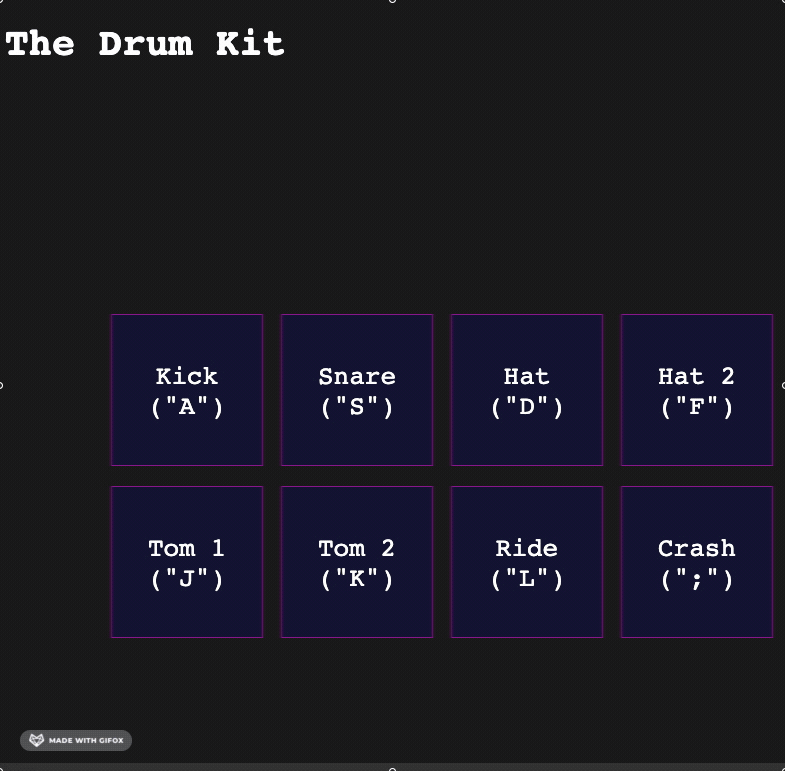 The Drum Kit
Kick
("A")
Snare
("S")
Hat
("D")
Hat 2
("F")
Tom 1
("J")
Tom 2
("K")
Ride
("L")
Crash
(";")
MADE WITH GIFOX